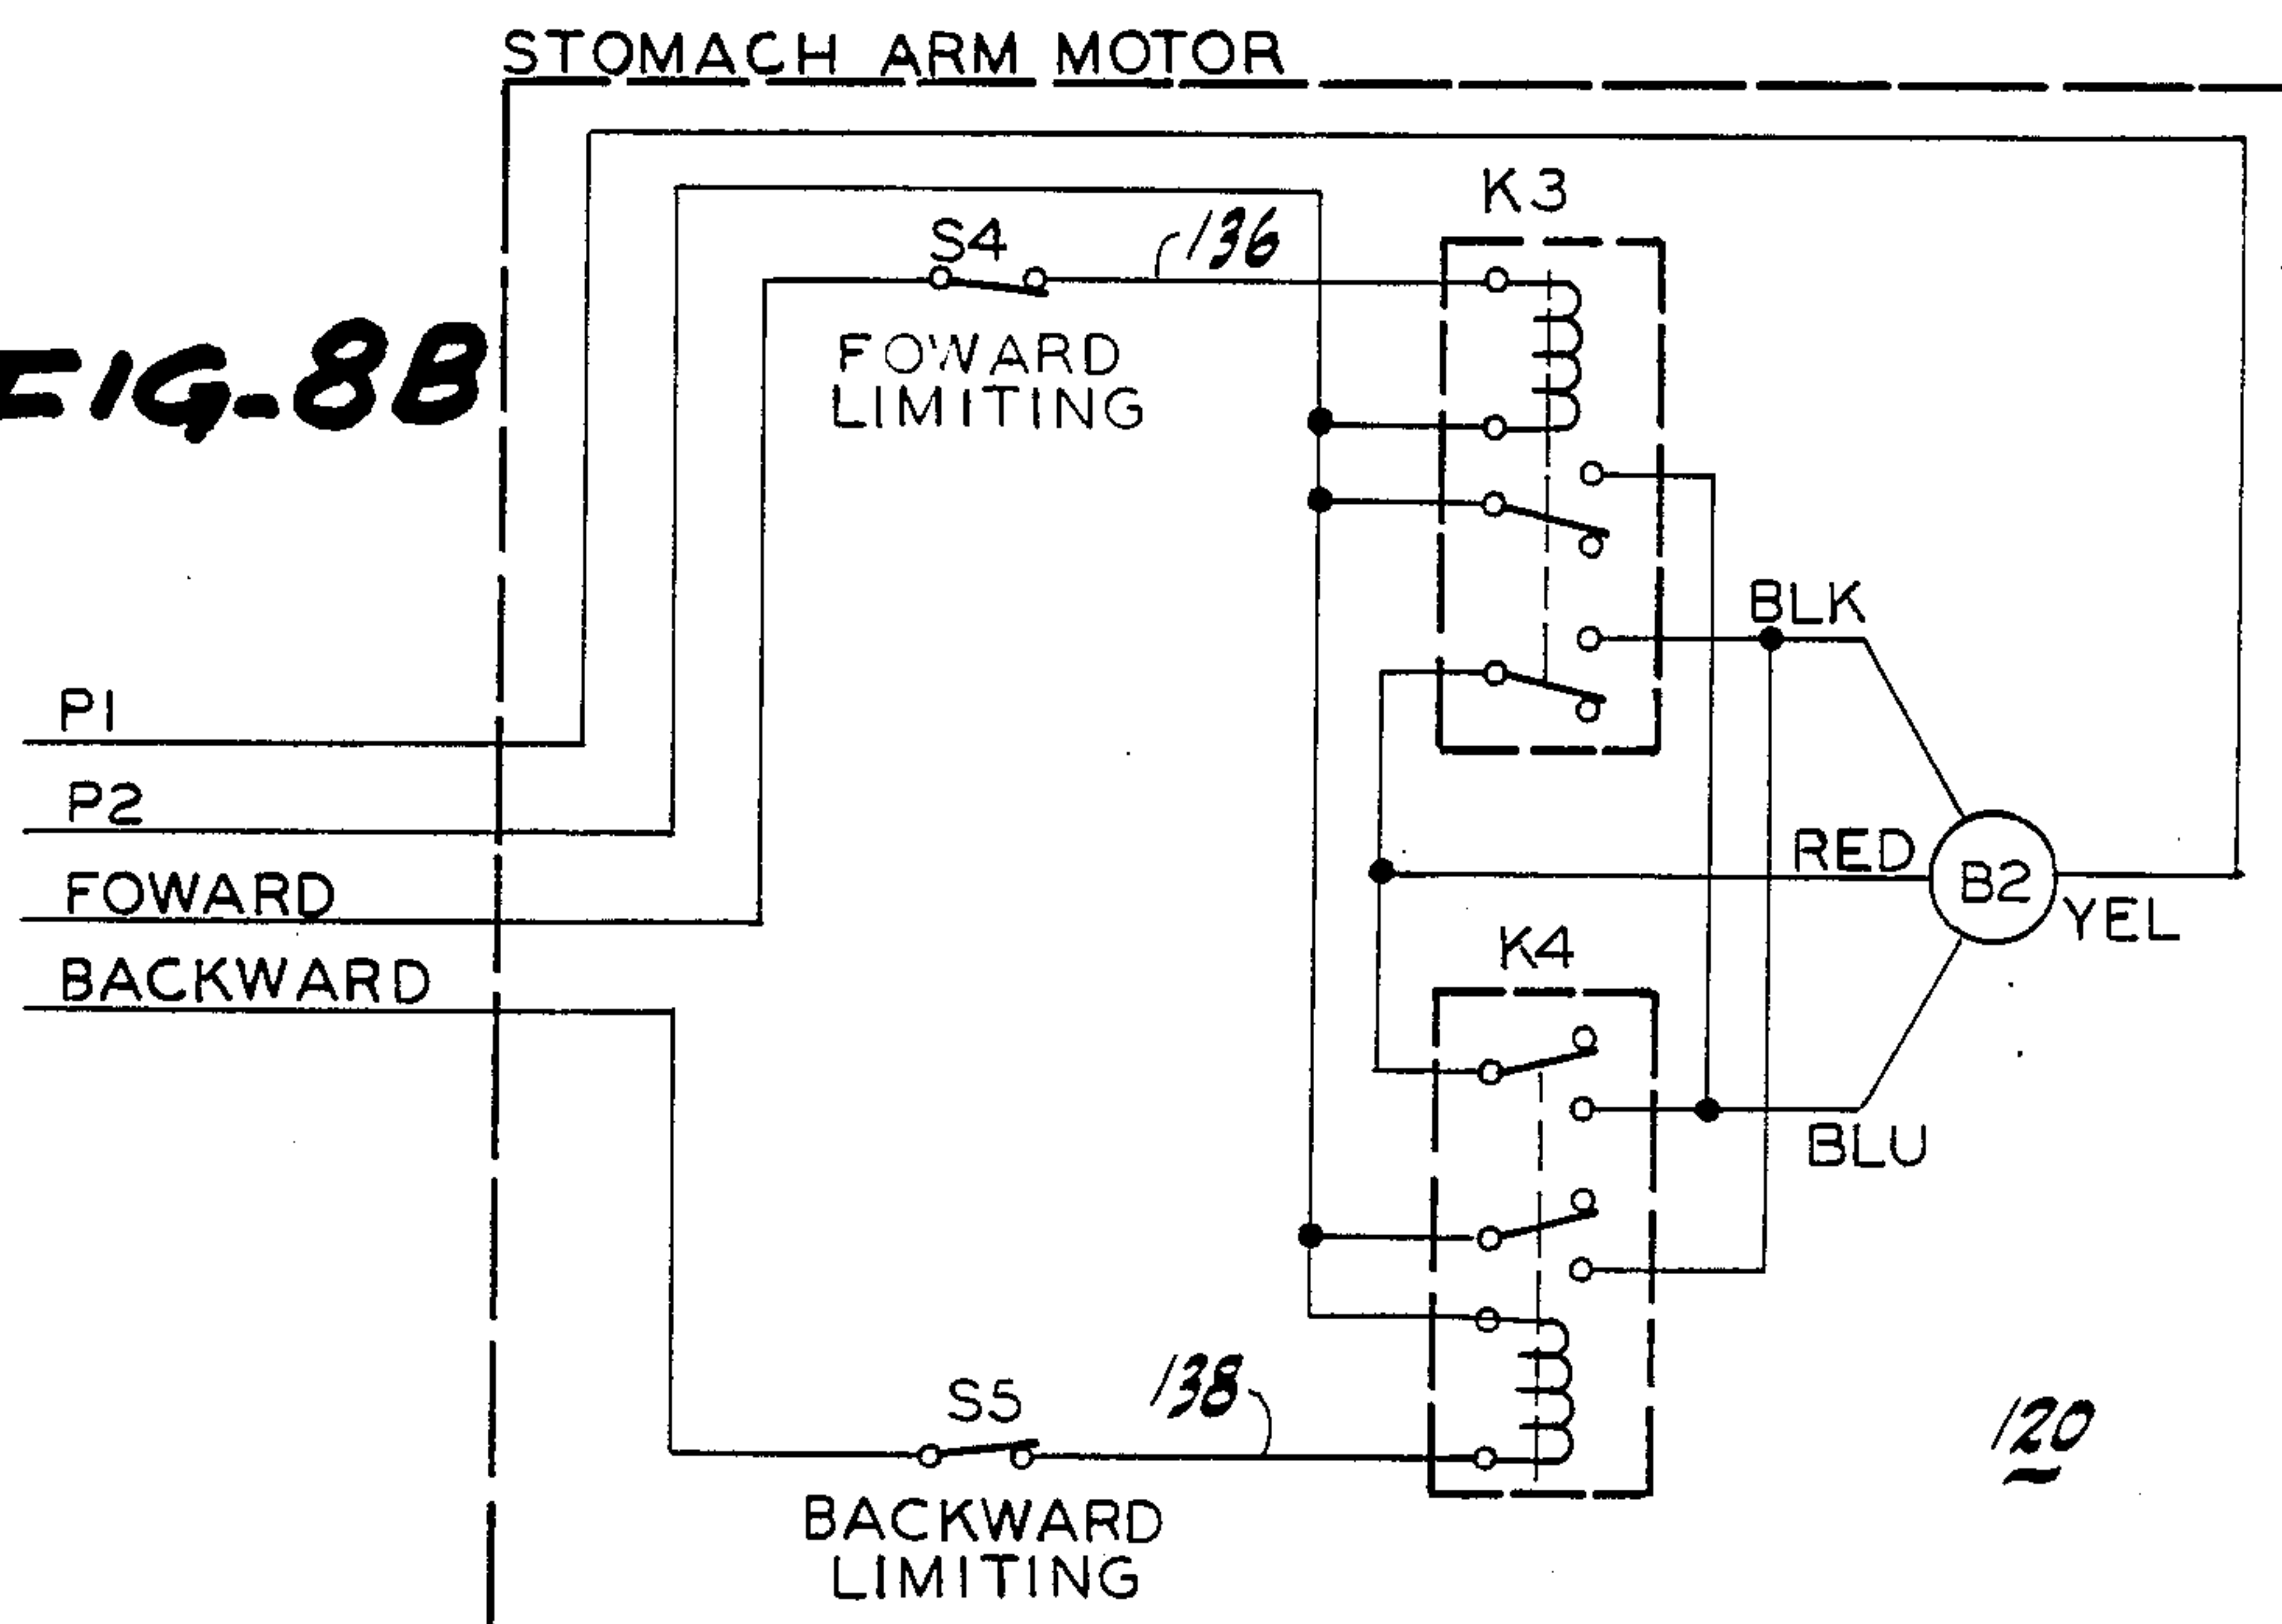 STOMACH ARM MOTOR
K3
S4
136
FOWARD
LIMITING
FIG-8B
BLK
P1
P2
RED
B2
YEL
FOWARD
K4
BACKWARD
BLU
S5
138
120
BACKWARD
LIMITING